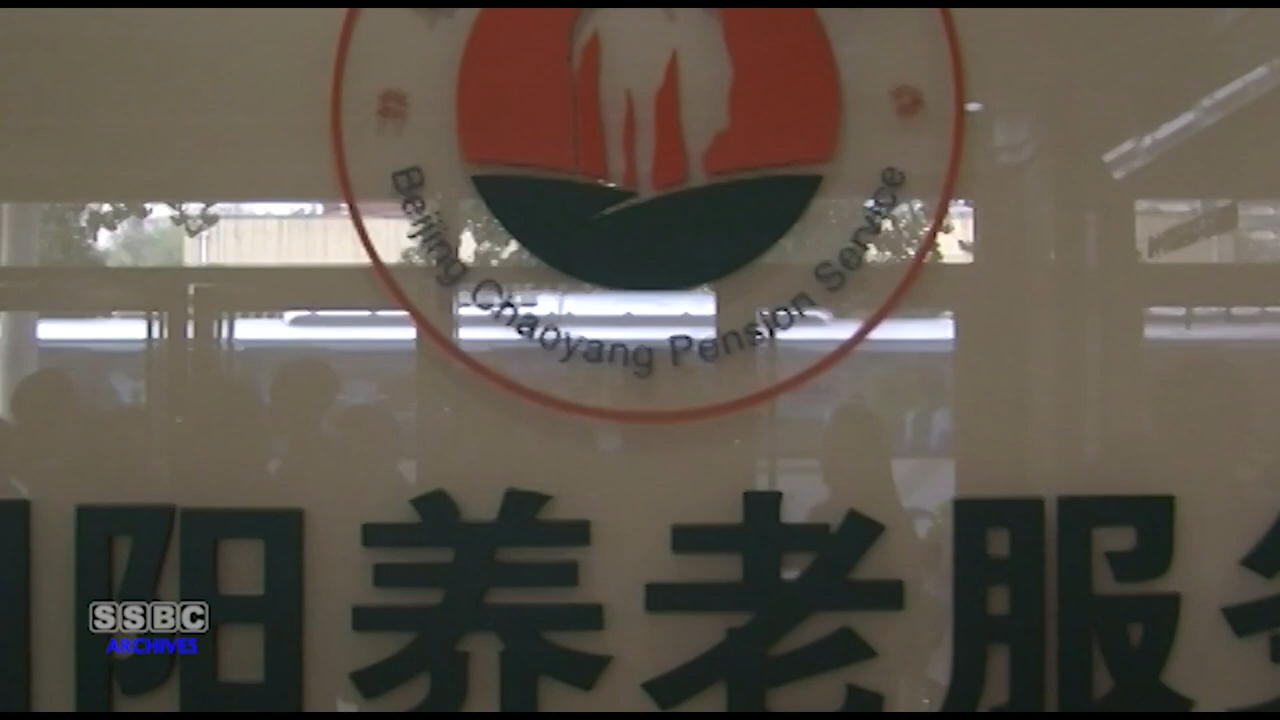 Beijing Chaoyang Pension Service
阳养老服
SSBC
ARCHIVES